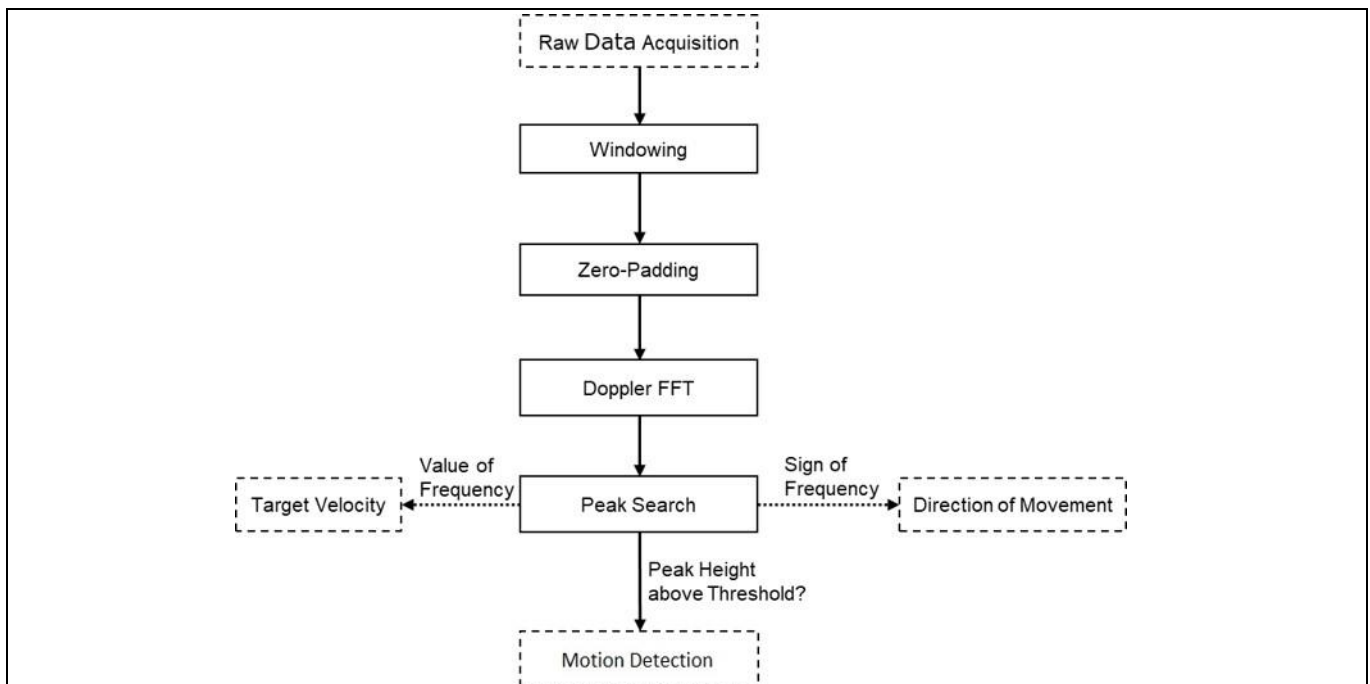 Raw Data Acquisition
Windowing
Zero-Padding
Doppler FFT
Value of
Frequency
Sign of
Frequency
Target Velocity
Peak Search
Direction of Movement
Peak Height
above Threshold?
Motion Detection